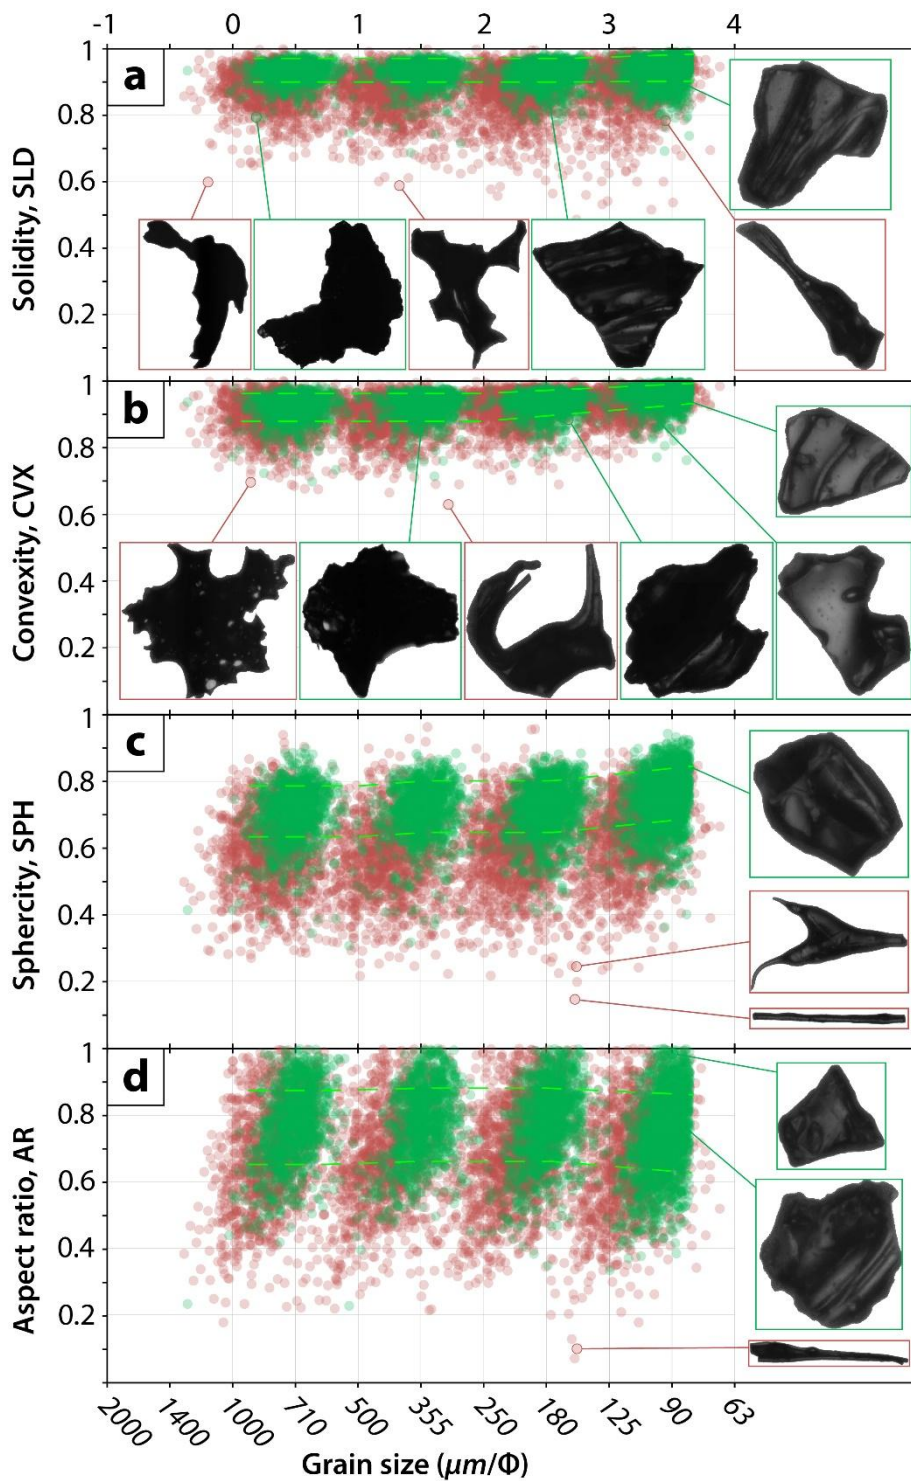 -1 0 1 2 3 4
a
1
0.8
0.6
0.4
0.2
Solidity, SLD
b
1
0.8
0.6
0.4
0.2
Convexity, CVX
c
1
0.8
0.6
0.4
0.2
Sphercity, SPH
d
1
0.8
0.6
0.4
0.2
Aspect ratio, AR
2000 1400 1000 710 500 355 250 180 125 90 63
Grain size (μm/Φ)